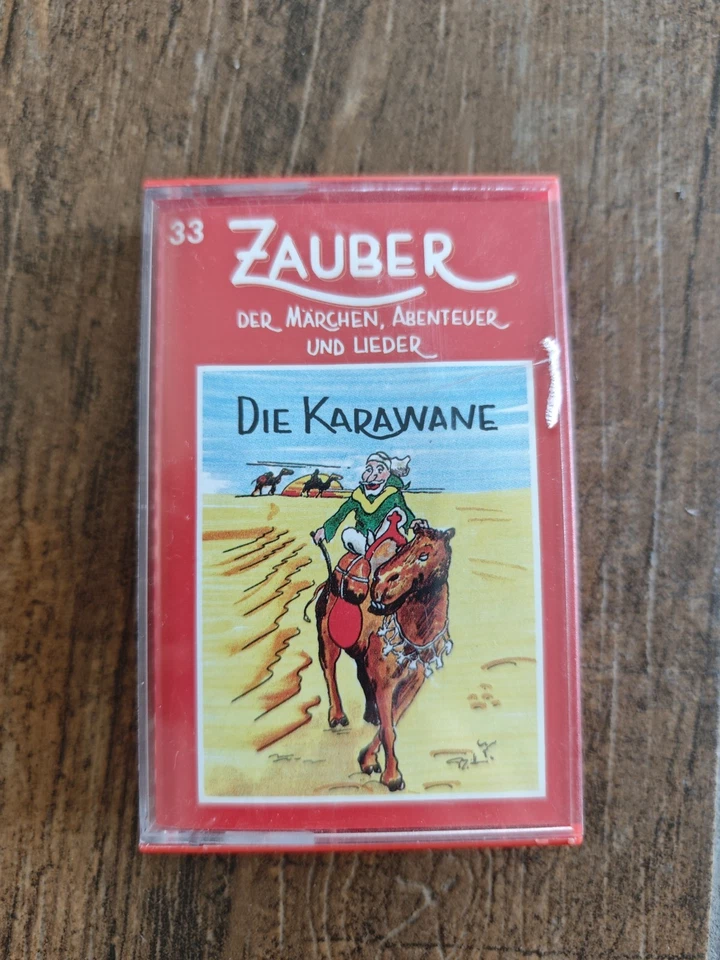 33
ZAUBER
DER MÄRCHEN, ABENTEUER
UND LIEDER
DIE KARAWANE